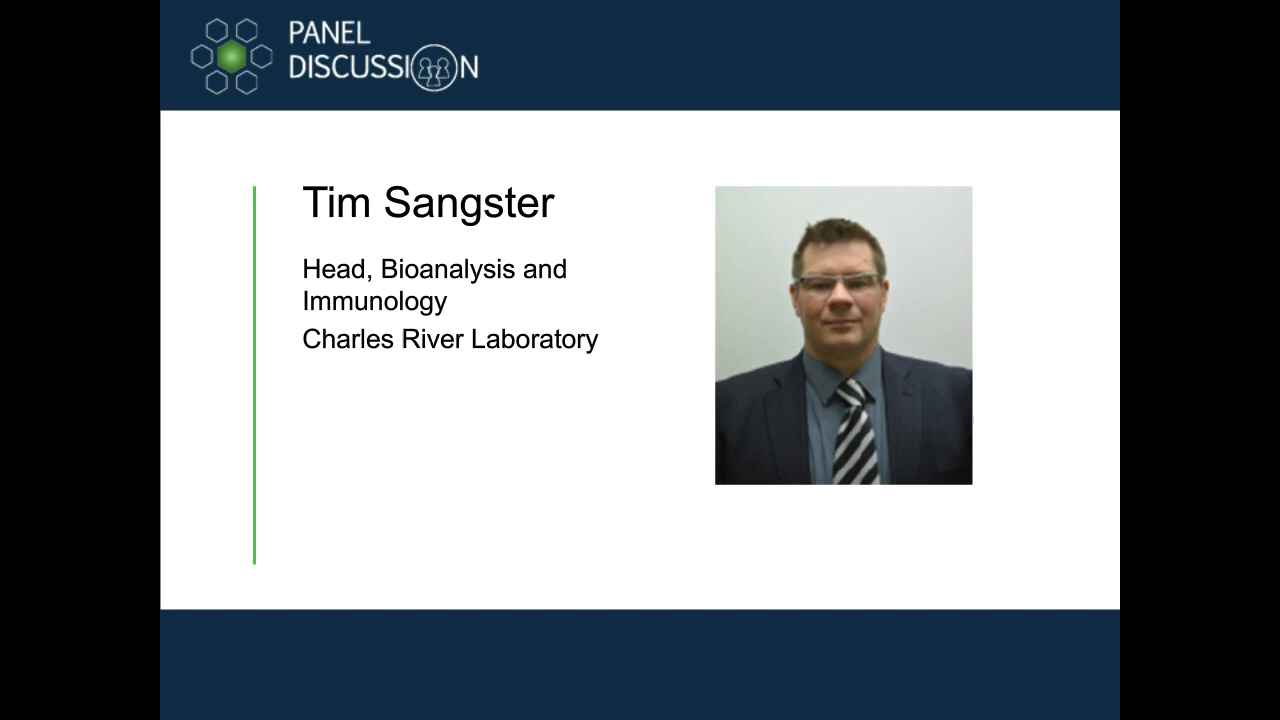 PANEL
DISCUSSION
Tim Sangster
Head, Bioanalysis and
Immunology
Charles River Laboratory